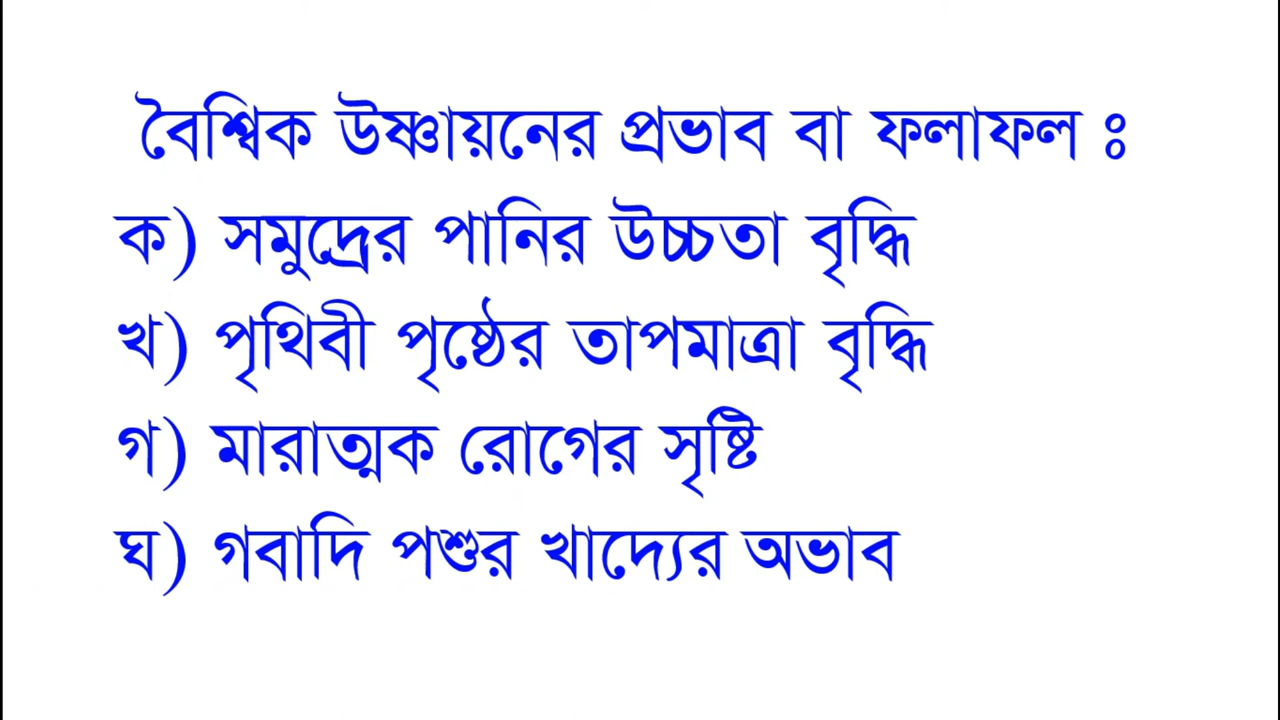 বৈশ্বিক উষ্ণায়নের প্রভাব বা ফলাফল ঃ
ক) সমুদ্রের পানির উচ্চতা বৃদ্ধি
খ) পৃথিবী পৃষ্ঠের তাপমাত্রা বৃদ্ধি
গ) মারাত্মক রোগের সৃষ্টি
ঘ) গবাদি পশুর খাদ্যের অভাব